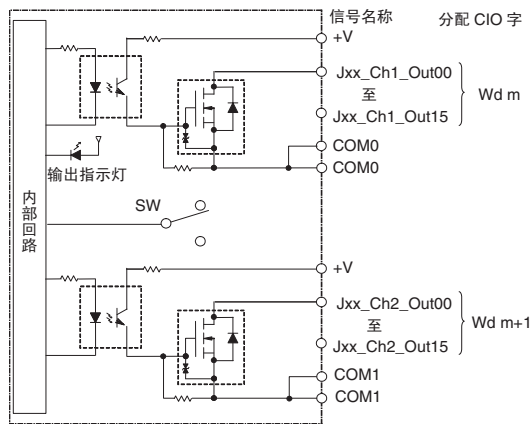 信号名称
分配 CIO 字
+V
Jxx_Ch1_Out00
至
Jxx_Ch1_Out15
Wd m
COM0
COM0
输出指示灯
内部回路
SW
+V
Jxx_Ch2_Out00
至
Jxx_Ch2_Out15
Wd m+1
COM1
COM1